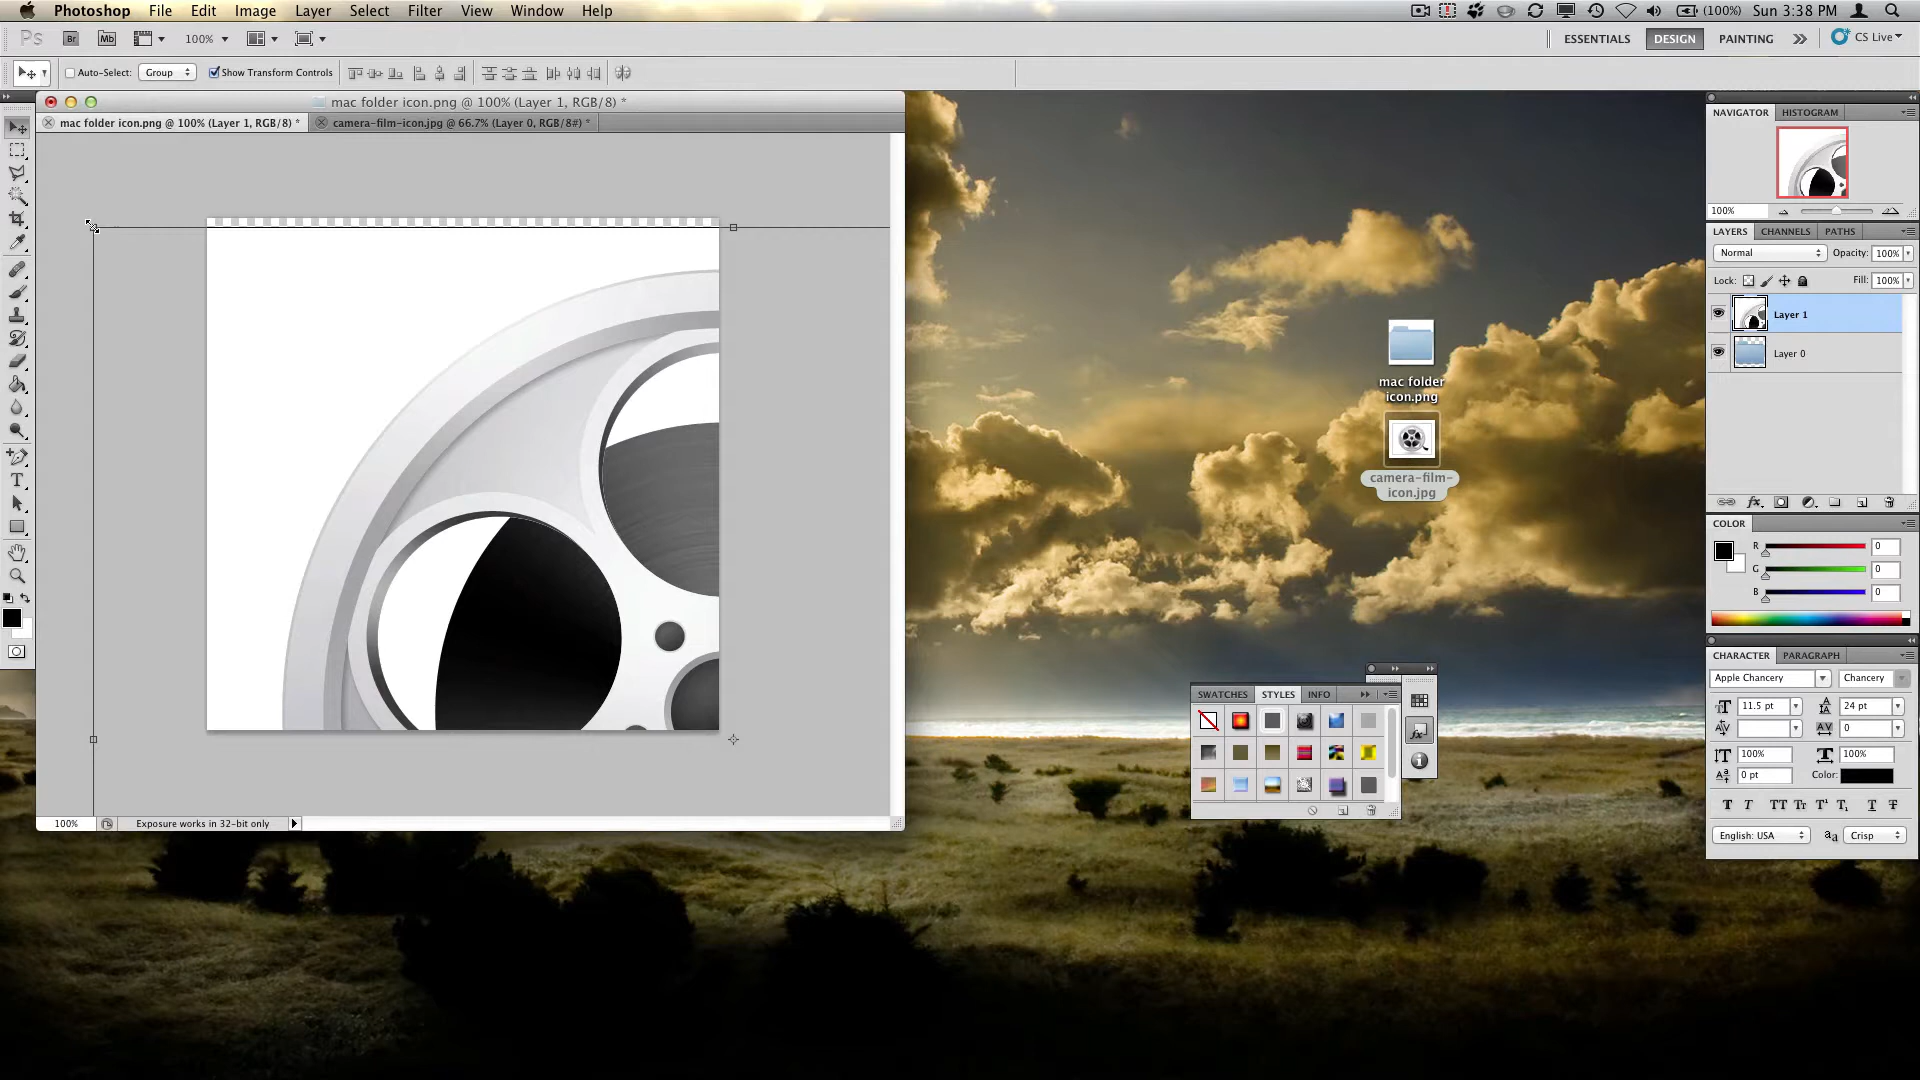 Photoshop File Edit Image Layer Select Filter View Window Help (100%) Sun 3:38 PM
Ps Br Mb 100% ESSENTIALS DESIGN PAINTING CS Live
Auto-Select: Group Show Transform Controls
mac folder icon.png @ 100% (Layer 1, RGB/8) *
mac folder icon.png @ 100% (Layer 1, RGB/8) * camera-film-icon.jpg @ 66.7% (Layer 0, RGB/8#) *
NAVIGATOR HISTOGRAM
100%
LAYERS CHANNELS PATHS
Normal Opacity: 100%
Lock: Fill: 100%
Layer 1
Layer 0
mac folder
icon.png
camera-film-
icon.jpg
COLOR
R 0
G 0
B 0
CHARACTER PARAGRAPH
Apple Chancery Chancery
11.5 pt 24 pt
0
100% 100%
0 pt Color:
English: USA Crisp
SWATCHES STYLES INFO
100% Exposure works in 32-bit only